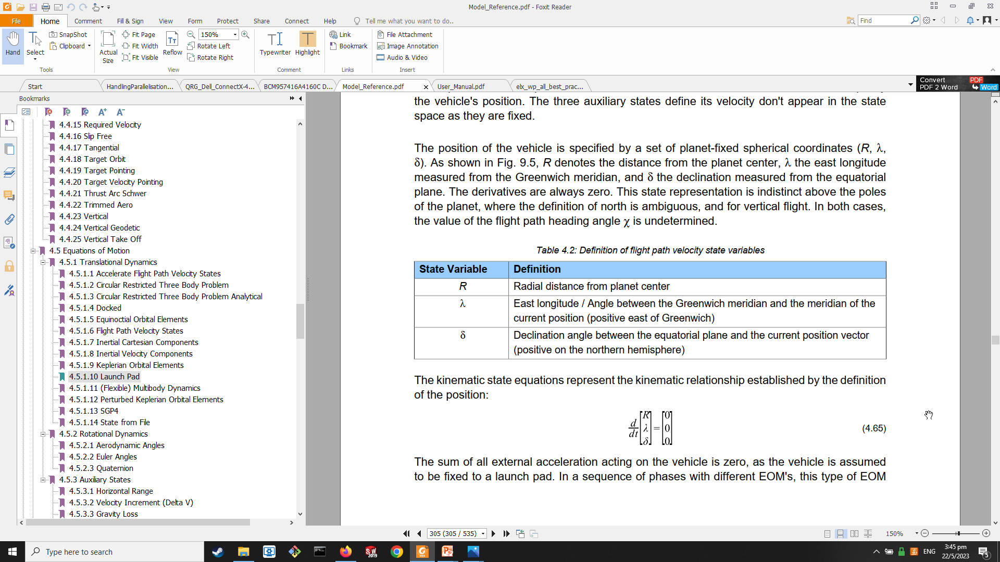 Model_Reference.pdf - Foxit Reader
File Home Comment Fill & Sign View Form Protect Share Connect Help Tell me what you want to do.. Find
Hand
Select
SnapShot
Clipboard
Tools
Actual
Size
Fit Page
Fit Width
Fit Visible
Reflow
150%
Rotate Left
Rotate Right
View
Typewriter
Highlight
Comment
Link
Bookmark
Links
File Attachment
Image Annotation
Audio & Video
Insert
Start HandlingParallelisation... QRG_Dell_ConnectX-4... BCM957416A4160C D... Model_Reference.pdf User_Manual.pdf elx_wp_all_best_prac...
Convert PDF
PDF 2 Word Word
Bookmarks
4.4.15 Required Velocity
4.4.16 Slip Free
4.4.17 Tangential
4.4.18 Target Orbit
4.4.19 Target Pointing
4.4.20 Target Velocity Pointing
4.4.21 Thrust Arc Schwer
4.4.22 Trimmed Aero
4.4.23 Vertical
4.4.24 Vertical Geodetic
4.4.25 Vertical Take Off
4.5 Equations of Motion
4.5.1 Translational Dynamics
4.5.1.1 Accelerate Flight Path Velocity States
4.5.1.2 Circular Restricted Three Body Problem
4.5.1.3 Circular Restricted Three Body Problem Analytical
4.5.1.4 Docked
4.5.1.5 Equinoctial Orbital Elements
4.5.1.6 Flight Path Velocity States
4.5.1.7 Inertial Cartesian Components
4.5.1.8 Inertial Velocity Components
4.5.1.9 Keplerian Orbital Elements
4.5.1.10 Launch Pad
4.5.1.11 (Flexible) Multibody Dynamics
4.5.1.12 Perturbed Keplerian Orbital Elements
4.5.1.13 SGP4
4.5.1.14 State from File
4.5.2 Rotational Dynamics
4.5.2.1 Aerodynamic Angles
4.5.2.2 Euler Angles
4.5.2.3 Quaternion
4.5.3 Auxiliary States
4.5.3.1 Horizontal Range
4.5.3.2 Velocity Increment (Delta V)
4.5.3.3 Gravity Loss
the vehicle's position. The three auxiliary states define its velocity don't appear in the state
space as they are fixed.
The position of the vehicle is specified by a set of planet-fixed spherical coordinates (R, λ,
δ). As shown in Fig. 9.5, R denotes the distance from the planet center, λ the east longitude
measured from the Greenwich meridian, and δ the declination measured from the equatorial
plane. The derivatives are always zero. This state representation is indistinct above the poles
of the planet, where the definition of north is ambiguous, and for vertical flight. In both cases,
the value of the flight path heading angle χ is undetermined.
Table 4.2: Definition of flight path velocity state variables
State Variable Definition
R Radial distance from planet center
λ East longitude / Angle between the Greenwich meridian and the meridian of the
current position (positive east of Greenwich)
δ Declination angle between the equatorial plane and the current position vector
(positive on the northern hemisphere)
The kinematic state equations represent the kinematic relationship established by the definition
of the position:
d/dt [R λ δ] = [0 0 0] (4.65)
The sum of all external acceleration acting on the vehicle is zero, as the vehicle is assumed
to be fixed to a launch pad. In a sequence of phases with different EOM's, this type of EOM
305 (305 / 535) 150%
Type here to search
SW
2019
ENG
3:45 pm
22/5/2023
5